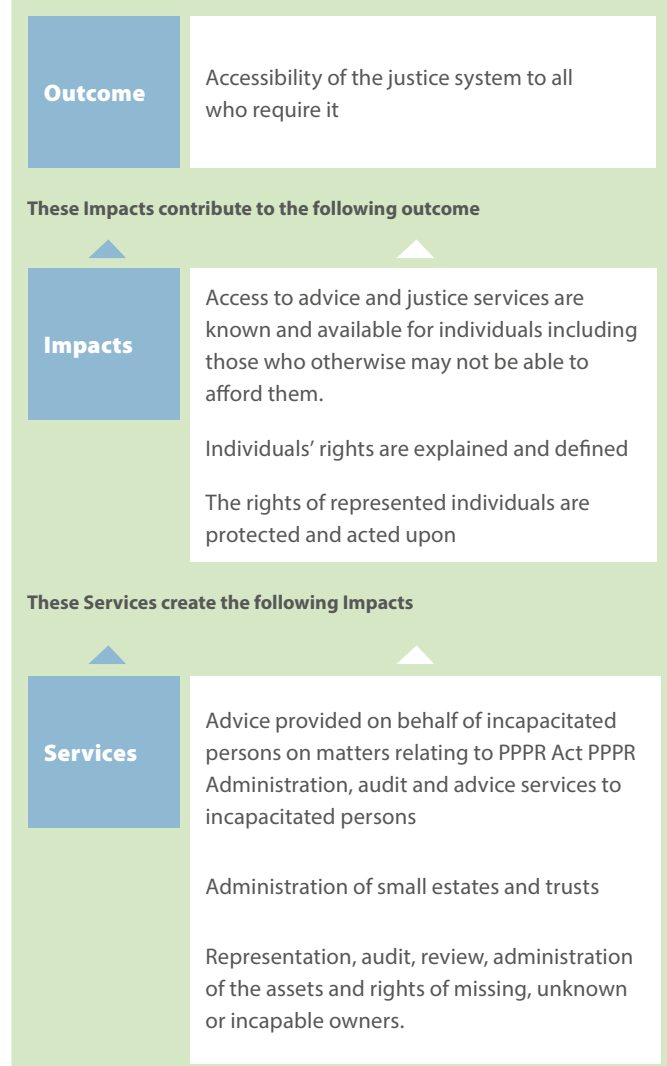 Outcome
Accessibility of the justice system to all
who require it
These Impacts contribute to the following outcome
Impacts
Access to advice and justice services are
known and available for individuals including
those who otherwise may not be able to
afford them.
Individuals’ rights are explained and defined
The rights of represented individuals are
protected and acted upon
These Services create the following Impacts
Services
Advice provided on behalf of incapacitated
persons on matters relating to PPPR Act PPPR
Administration, audit and advice services to
incapacitated persons
Administration of small estates and trusts
Representation, audit, review, administration
of the assets and rights of missing, unknown
or incapable owners.